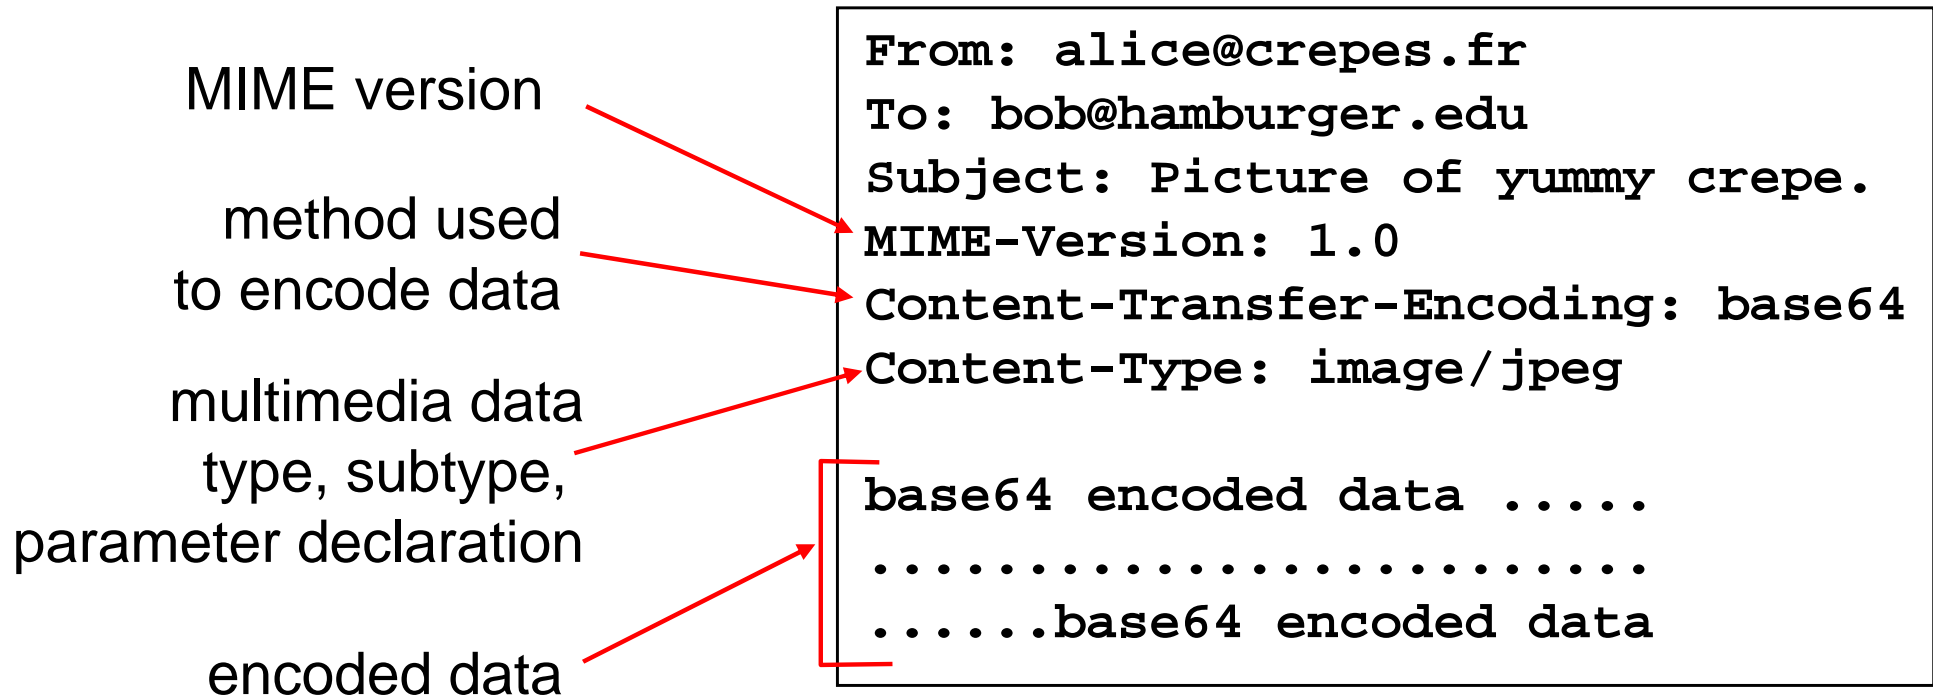 MIME version
method used
to encode data
multimedia data
type, subtype,
parameter declaration
encoded data
From: alice@crepes.fr
To: bob@hamburger.edu
Subject: Picture of yummy crepe.
MIME-Version: 1.0
Content-Transfer-Encoding: base64
Content-Type: image/jpeg
base64 encoded data .....
.........................
......base64 encoded data